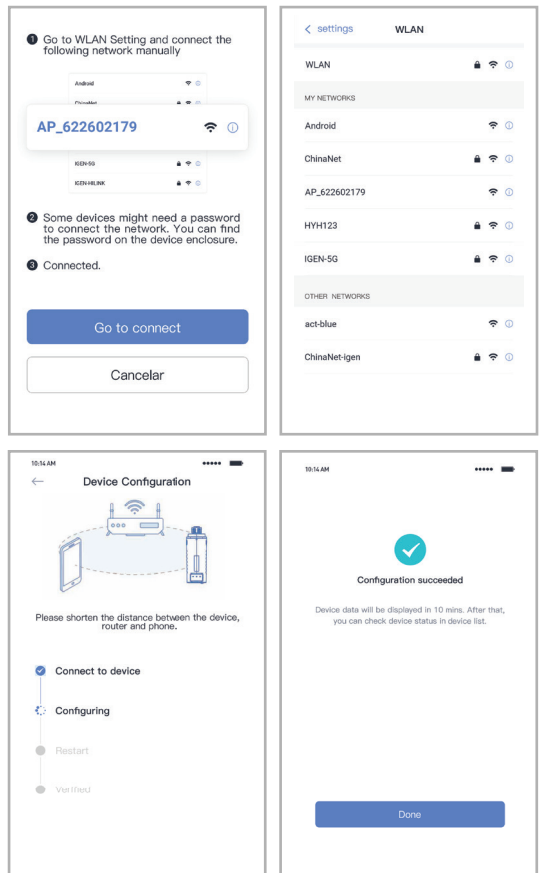 1 Go to WLAN Setting and connect the
following network manually
Android
ChinaNet
AP_622602179
IGEN-5G
IGEN-HILINK
2 Some devices might need a password
to connect the network. You can find
the password on the device enclosure.
3 Connected.
Go to connect
Cancelar
< settings WLAN
WLAN
MY NETWORKS
Android
ChinaNet
AP_622602179
HYH123
IGEN-5G
OTHER NETWORKS
act-blue
ChinaNet-igen
10:14 AM
← Device Configuration
Please shorten the distance between the device,
router and phone.
Connect to device
Configuring
Restart
Verified
10:14 AM
Configuration succeeded
Device data will be displayed in 10 mins. After that,
you can check device status in device list.
Done